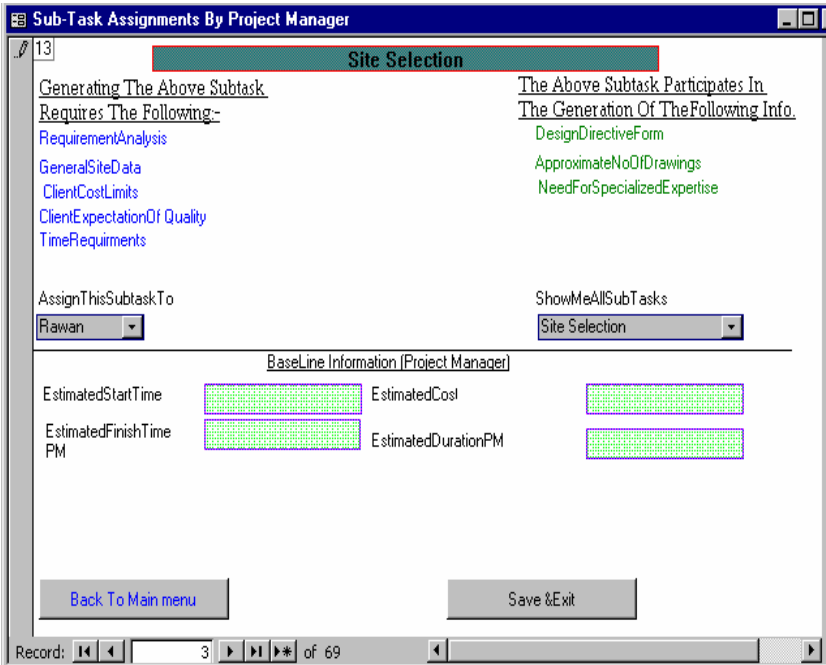 Sub-Task Assignments By Project Manager
13
Site Selection
Generating The Above Subtask
Requires The Following:-
RequirementAnalysis
GeneralSiteData
ClientCostLimits
ClientExpectationOf Quality
TimeRequirments
The Above Subtask Participates In
The Generation Of TheFollowing Info.
DesignDirectiveForm
ApproximateNoOfDrawings
NeedForSpecializedExpertise
AssignThisSubtaskTo
Rawan
ShowMeAllSubTasks
Site Selection
BaseLine Information (Project Manager)
EstimatedStartTime
EstimatedCost
EstimatedFinishTime
PM
EstimatedDurationPM
Back To Main menu
Save &Exit
Record: 3 of 69